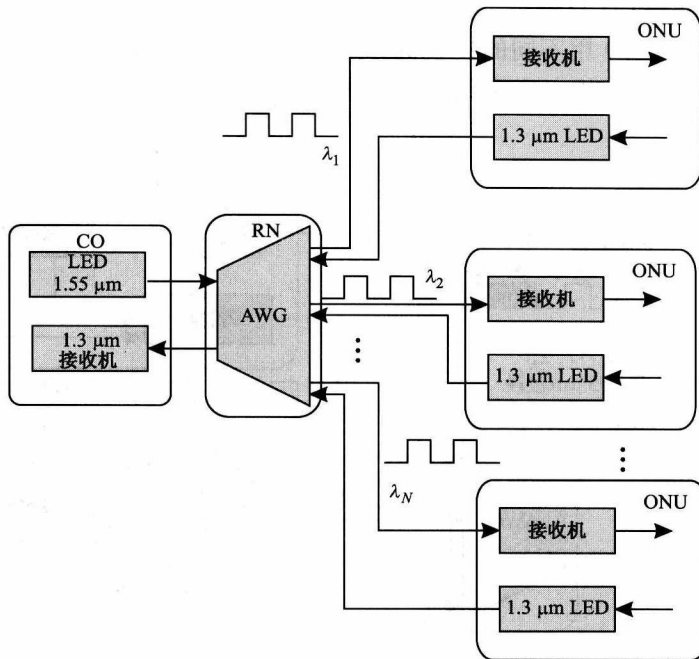 ONU
接收机
1.3 μm LED
λ1
CO
LED
1.55 μm
1.3 μm
接收机
RN
AWG
λ2
ONU
接收机
1.3 μm LED
λN
ONU
接收机
1.3 μm LED